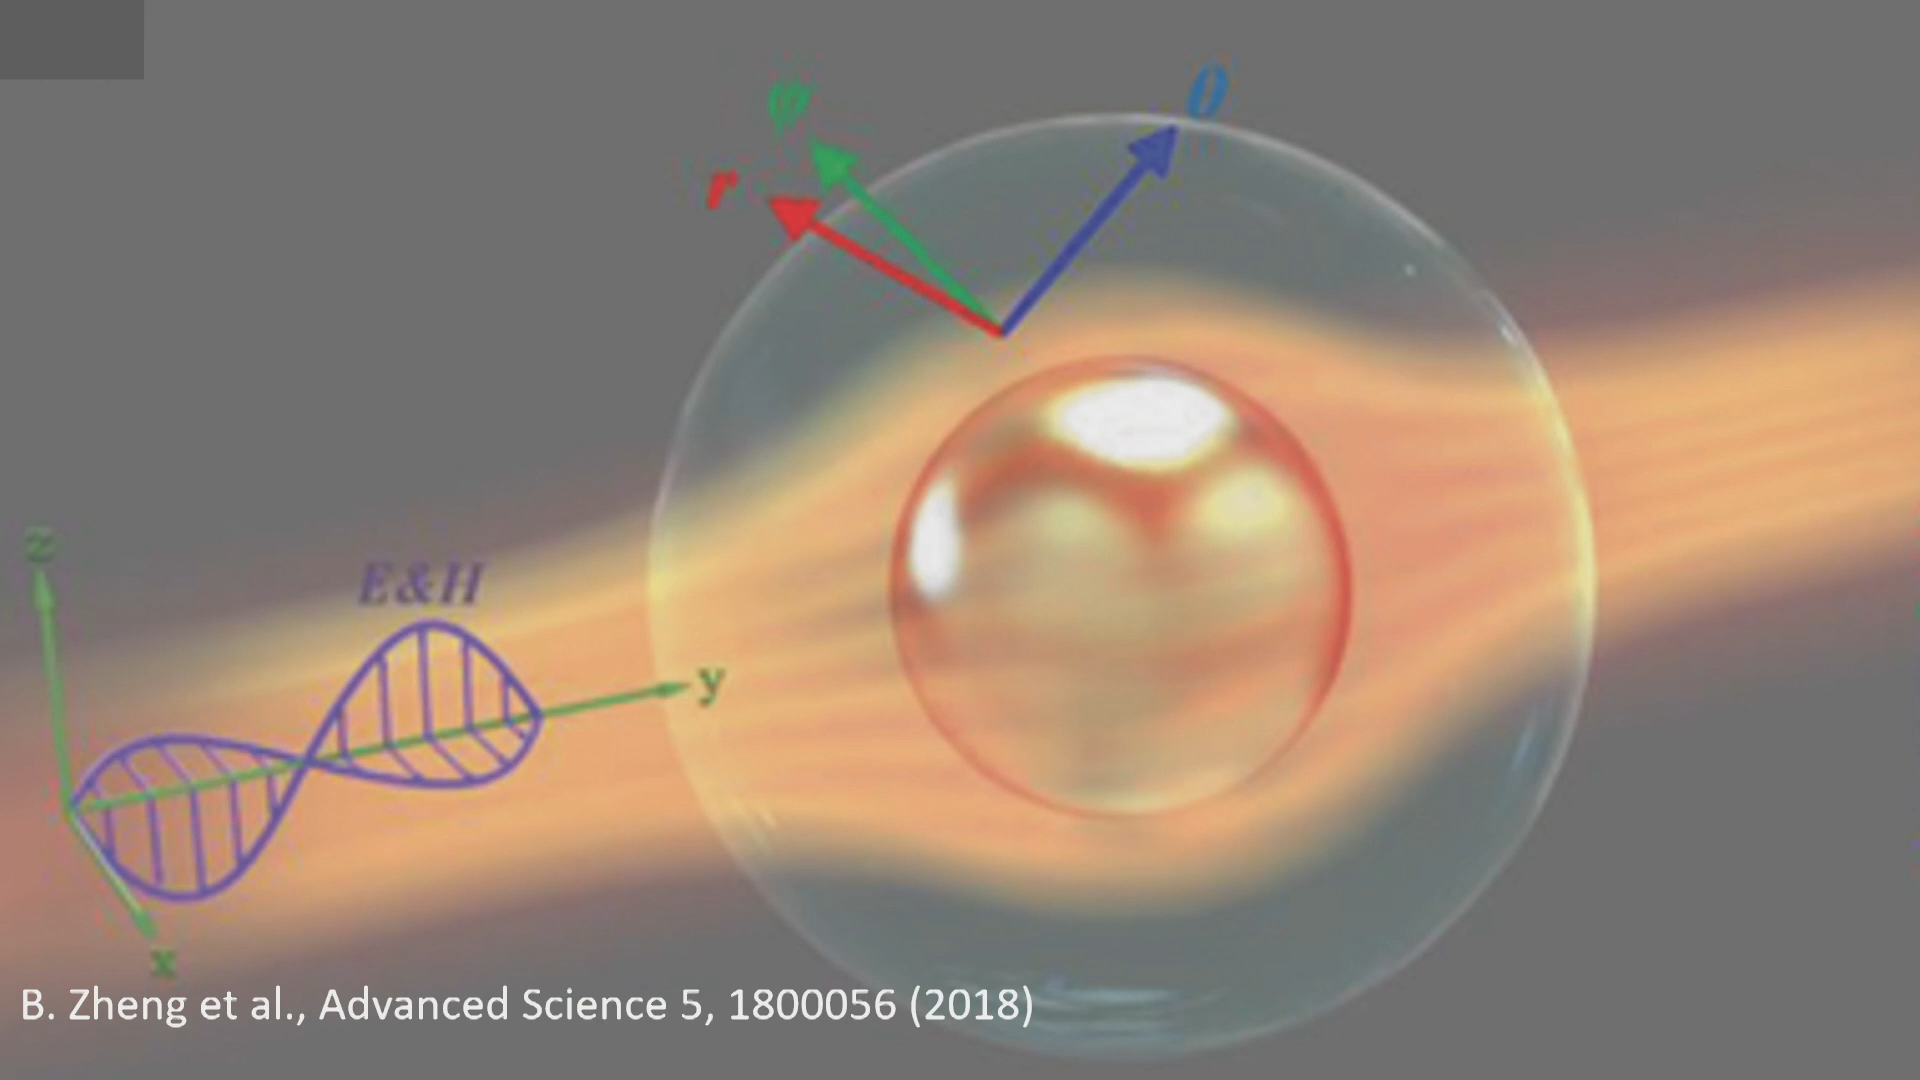 φ
θ
r
z
E&H
y
x
B. Zheng et al., Advanced Science 5, 1800056 (2018)